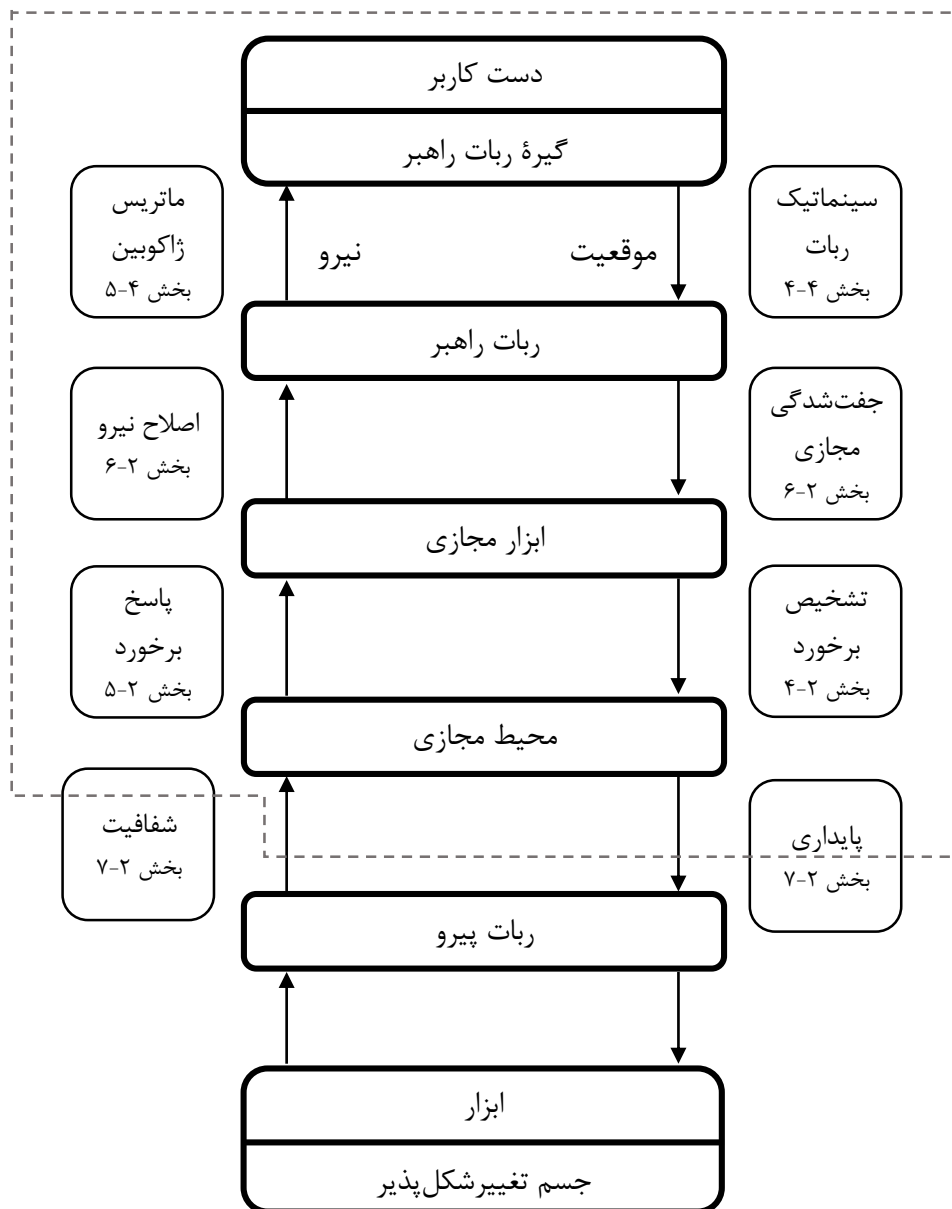 دست کاربر
گیرهٔ ربات راهبر
سینماتیک
ربات
بخش ۴-۴
موقعیت
نیرو
ماتریس
ژاکوبین
بخش ۴-۵
ربات راهبر
جفت‌شدگی
مجازی
بخش ۲-۶
اصلاح نیرو
بخش ۲-۶
ابزار مجازی
تشخیص
برخورد
بخش ۲-۴
پاسخ
برخورد
بخش ۲-۵
محیط مجازی
پایداری
بخش ۲-۷
شفافیت
بخش ۲-۷
ربات پیرو
ابزار
جسم تغییرشکل‌پذیر